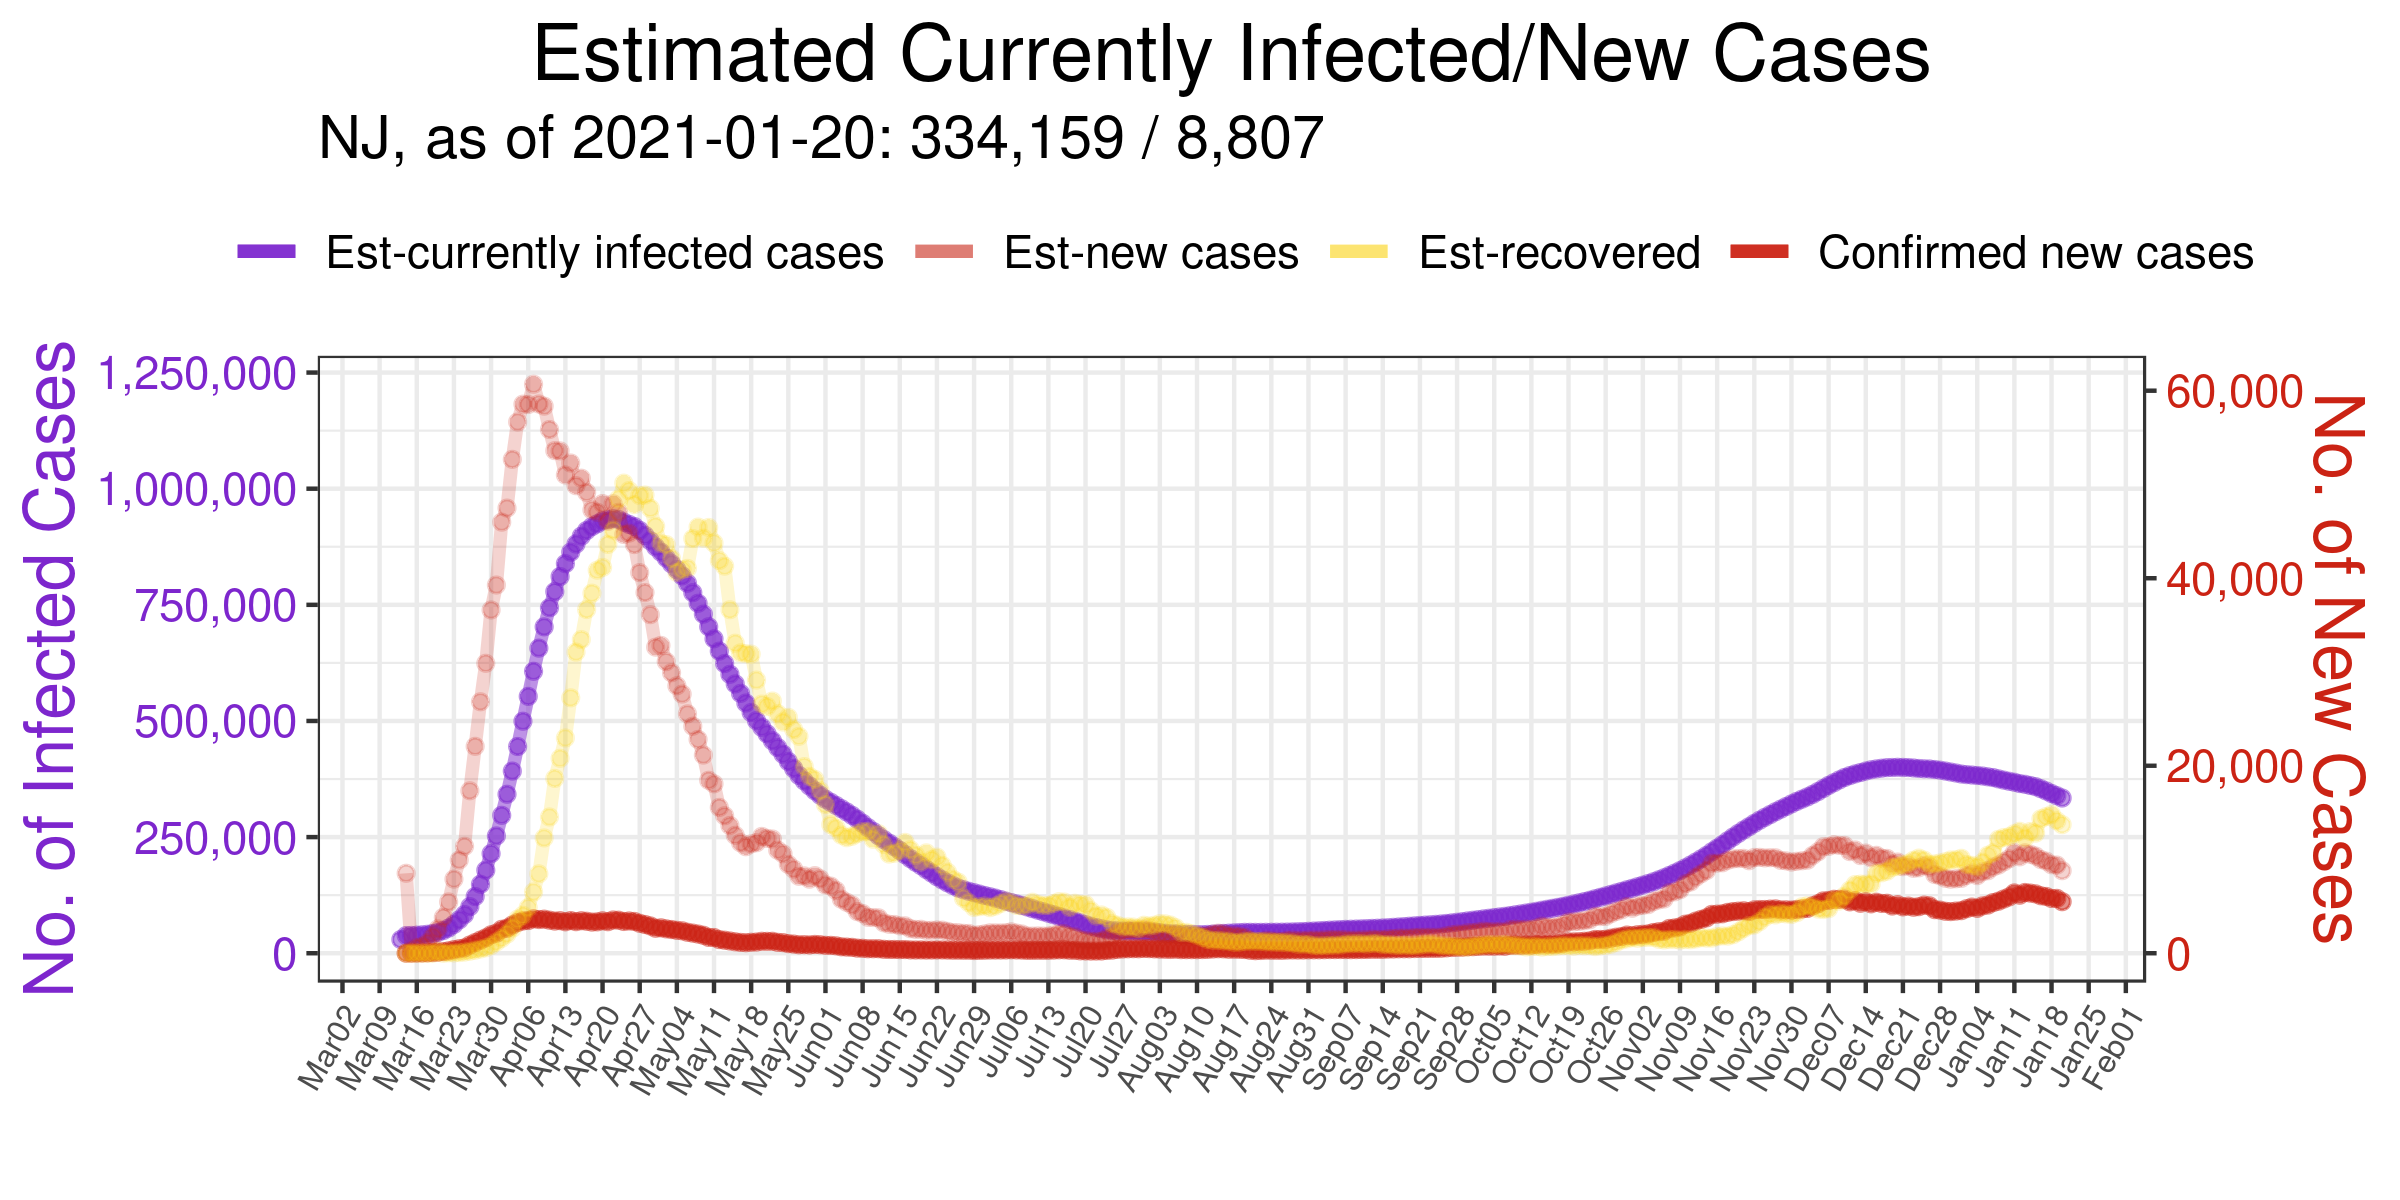 Estimated Currently Infected/New Cases
NJ, as of 2021-01-20: 334,159 / 8,807
Est-currently infected cases Est-new cases Est-recovered Confirmed new cases
No. of Infected Cases
1,250,000
1,000,000
750,000
500,000
250,000
0
60,000
40,000
20,000
0
No. of New Cases
Mar02 Mar09 Mar16 Mar23 Mar30 Apr06 Apr13 Apr20 Apr27 May04 May11 May18 May25 Jun01 Jun08 Jun15 Jun22 Jun29 Jul06 Jul13 Jul20 Jul27 Aug03 Aug10 Aug17 Aug24 Aug31 Sep07 Sep14 Sep21 Sep28 Oct05 Oct12 Oct19 Oct26 Nov02 Nov09 Nov16 Nov23 Nov30 Dec07 Dec14 Dec21 Dec28 Jan04 Jan11 Jan18 Jan25 Feb01